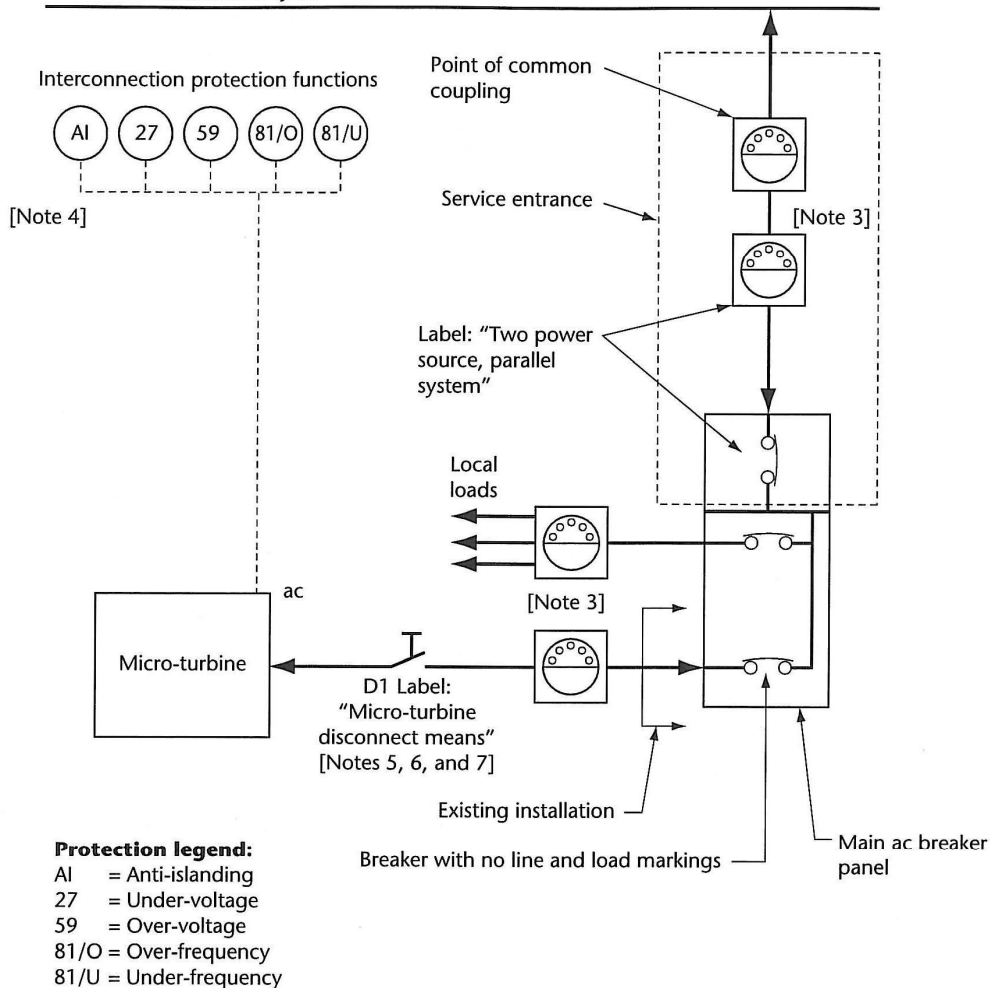 Interconnection protection functions
AI 27 59 81/O 81/U
[Note 4]
Point of common
coupling
Service entrance
[Note 3]
Label: “Two power
source, parallel
system”
Local
loads
[Note 3]
ac
Micro-turbine
D1 Label:
“Micro-turbine
disconnect means”
[Notes 5, 6, and 7]
Existing installation
Breaker with no line and load markings
Main ac breaker
panel
Protection legend:
AI = Anti-islanding
27 = Under-voltage
59 = Over-voltage
81/O = Over-frequency
81/U = Under-frequency